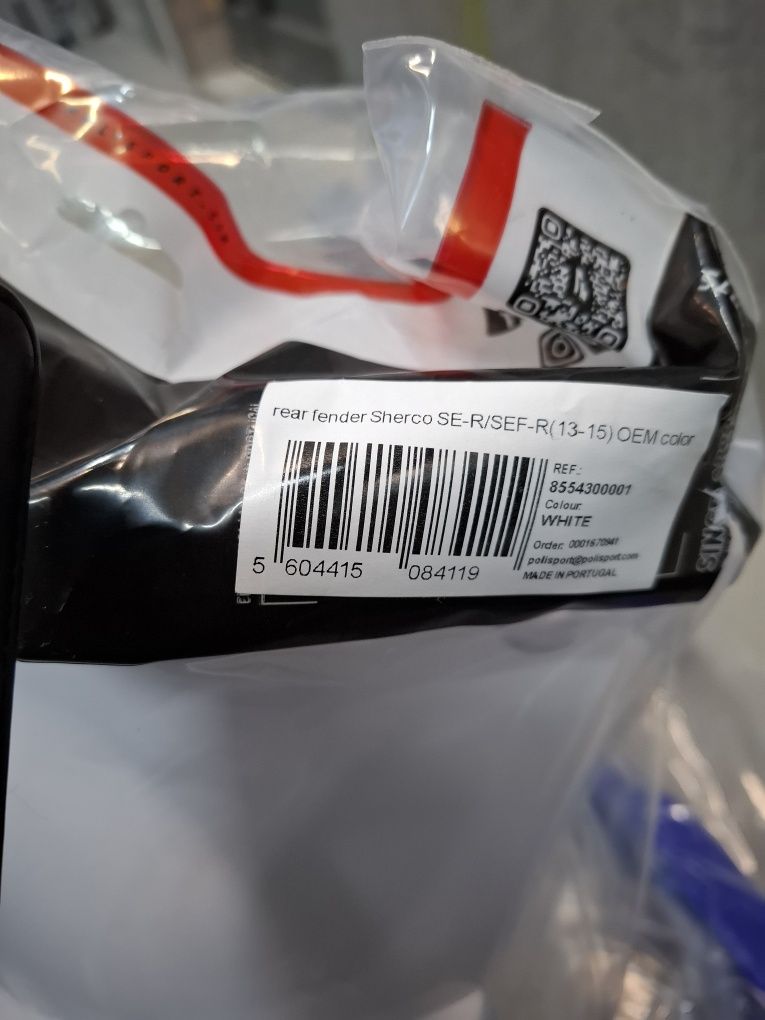 rear fender Sherco SE-R/SEF-R(13-15) OEM color
REF.:
8554300001
Colour:
WHITE
Order: 0001670941
polisport@polisport.com
MADE IN PORTUGAL
5 604415 084119